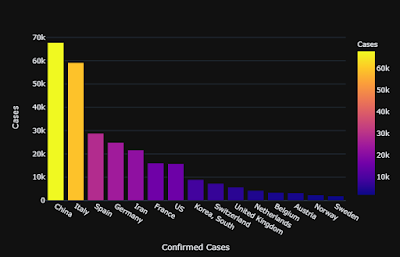 Cases
70k
60k
50k
40k
30k
20k
10k
0
Cases
60k
50k
40k
30k
20k
10k
China
Italy
Spain
Germany
Iran
France
US
Korea, South
Switzerland
United Kingdom
Netherlands
Belgium
Austria
Norway
Sweden
Confirmed Cases